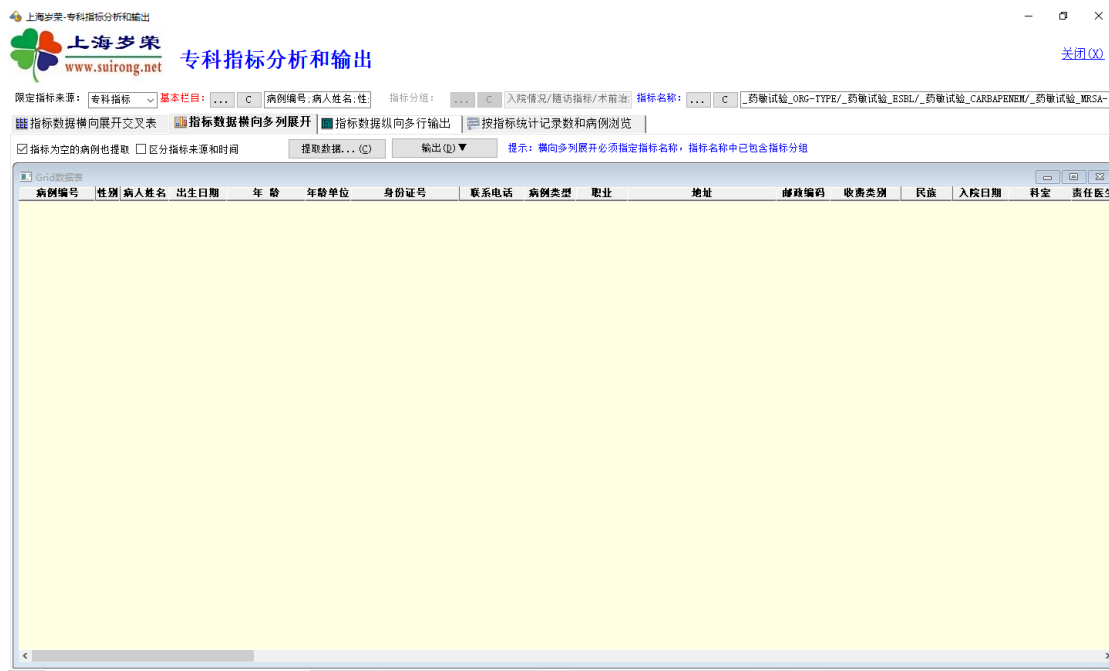 上海岁荣-专科指标分析和输出
上海岁荣
www.suirong.net
专科指标分析和输出
关闭(X)
限定指标来源: 专科指标 基本栏目: ... C 病例编号;病人姓名;性 指标分组: ... C 入院情况/随访指标/术前治 指标名称: ... C _药敏试验_ORG-TYPE/_药敏试验_ESBL/_药敏试验_CARBAPENEM/_药敏试验_MRSA-
指标数据横向展开交叉表 指标数据横向多列展开 指标数据纵向多行输出 按指标统计记录数和病例浏览
指标为空的病例也提取 区分指标来源和时间 提取数据...(C) 输出(D)▼ 提示: 横向多列展开必须指定指标名称, 指标名称中已包含指标分组
Grid数据表
病例编号 性别 病人姓名 出生日期 年 龄 年龄单位 身份证号 联系电话 病例类型 职业 地址 邮政编码 收费类别 民族 入院日期 科室 责任医生